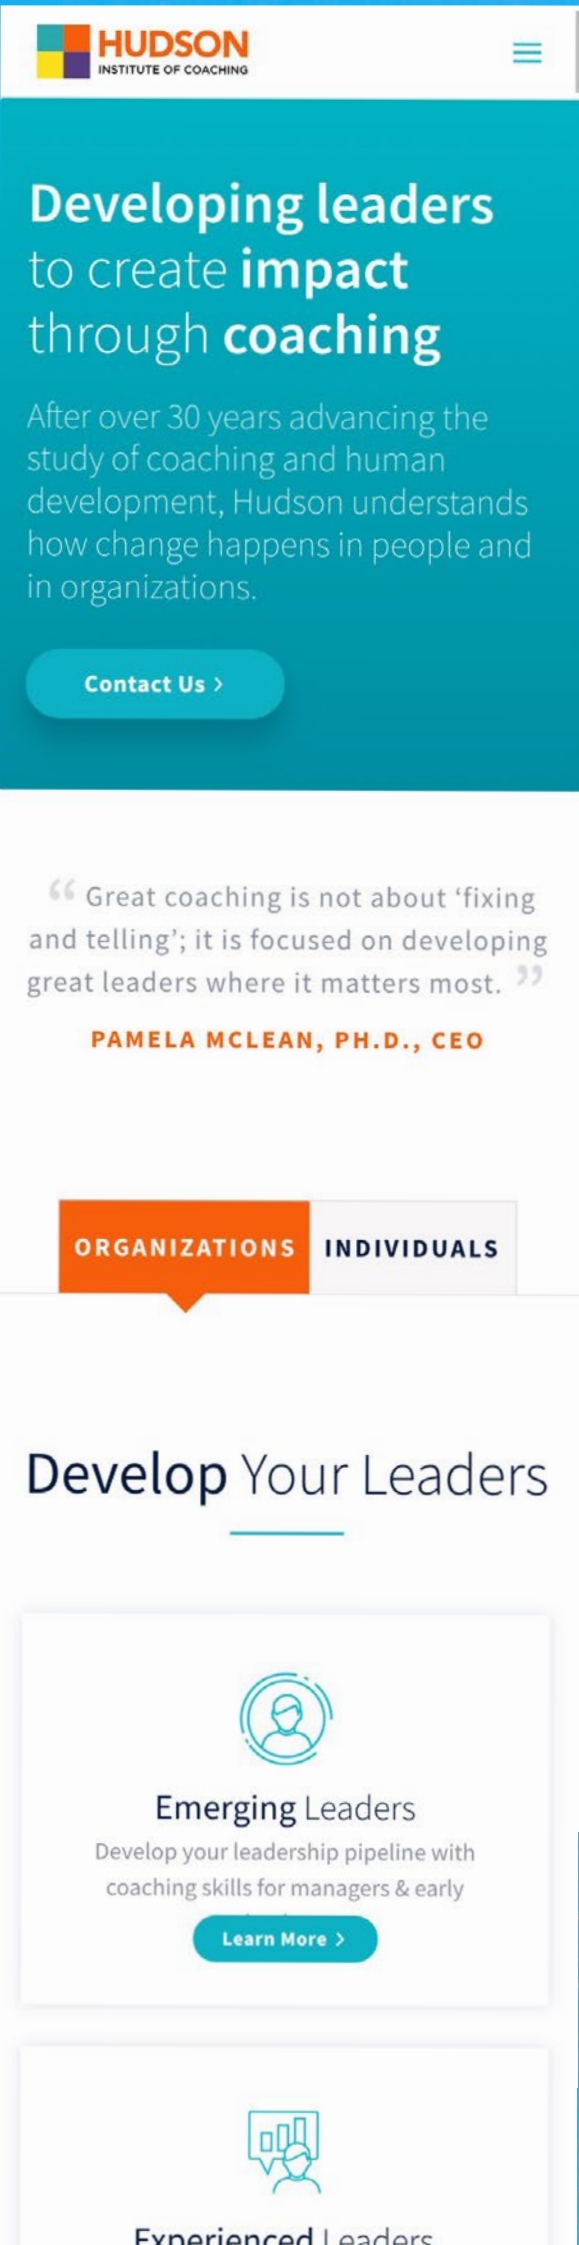 HUDSON
INSTITUTE OF COACHING
Developing leaders
to create impact
through coaching
After over 30 years advancing the
study of coaching and human
development, Hudson understands
how change happens in people and
in organizations.
Contact Us >
“ Great coaching is not about ‘fixing
and telling’; it is focused on developing
great leaders where it matters most. ”
PAMELA MCLEAN, PH.D., CEO
ORGANIZATIONS INDIVIDUALS
Develop Your Leaders
Emerging Leaders
Develop your leadership pipeline with
coaching skills for managers & early
Learn More >
Experienced Leaders